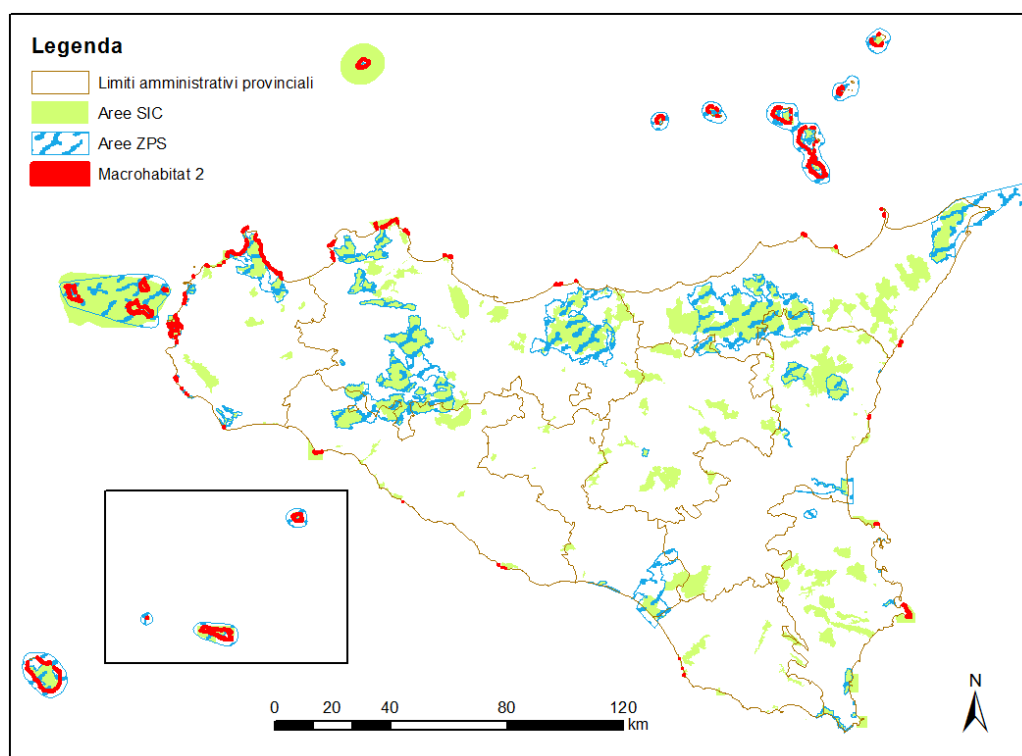 Legenda
Limiti amministrativi provinciali
Aree SIC
Aree ZPS
Macrohabitat 2
N
0 20 40 80 120
km